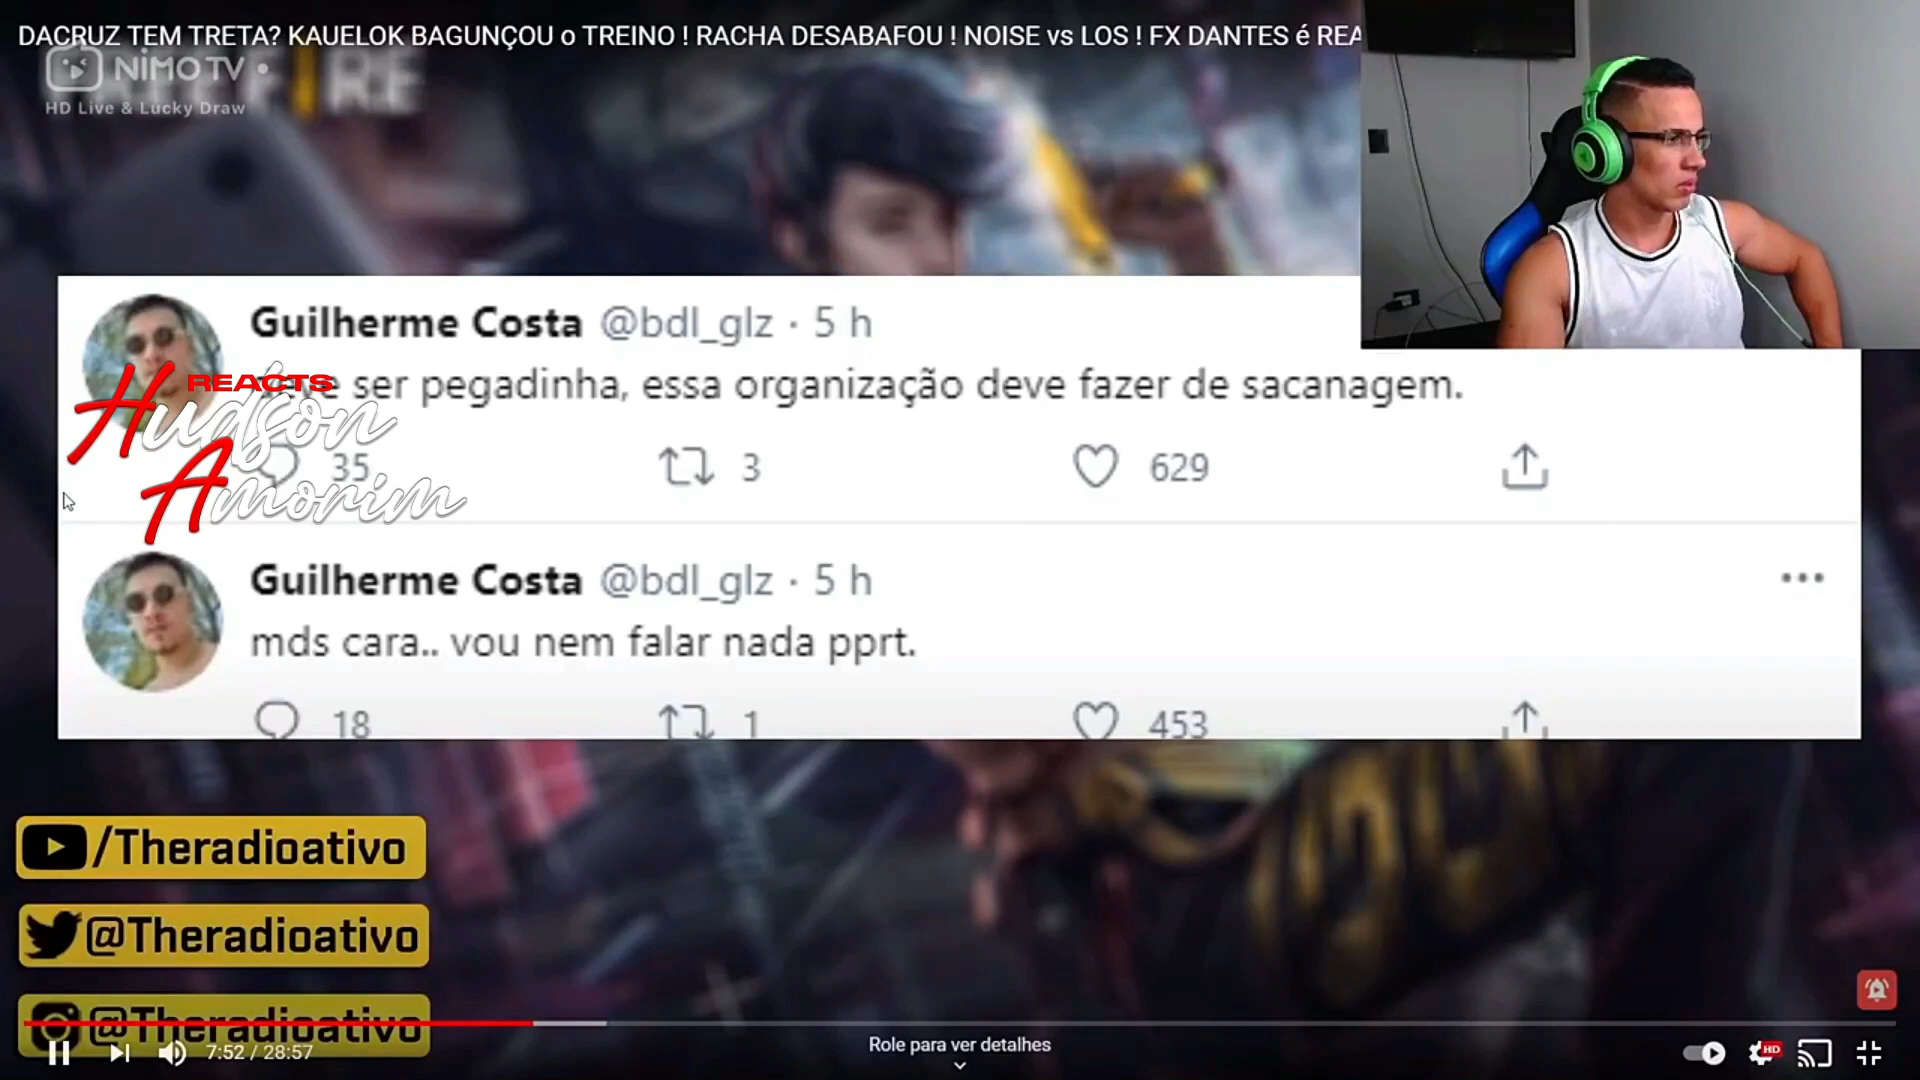 DACRUZ TEM TRETA? KAUELOK BAGUNÇOU o TREINO ! RACHA DESABAFOU ! NOISE vs LOS ! FX DANTES é REA
NIMO TV
HD Live & Lucky Draw
Guilherme Costa @bdl_glz · 5 h
ser pegadinha, essa organização deve fazer de sacanagem.
REACTS
Hudson
Amorim
35 3 629
Guilherme Costa @bdl_glz · 5 h
mds cara.. vou nem falar nada pprt.
18 1 453
/Theradioativo
@Theradioativo
@Theradioativo
7:52 / 28:57
Role para ver detalhes
HD